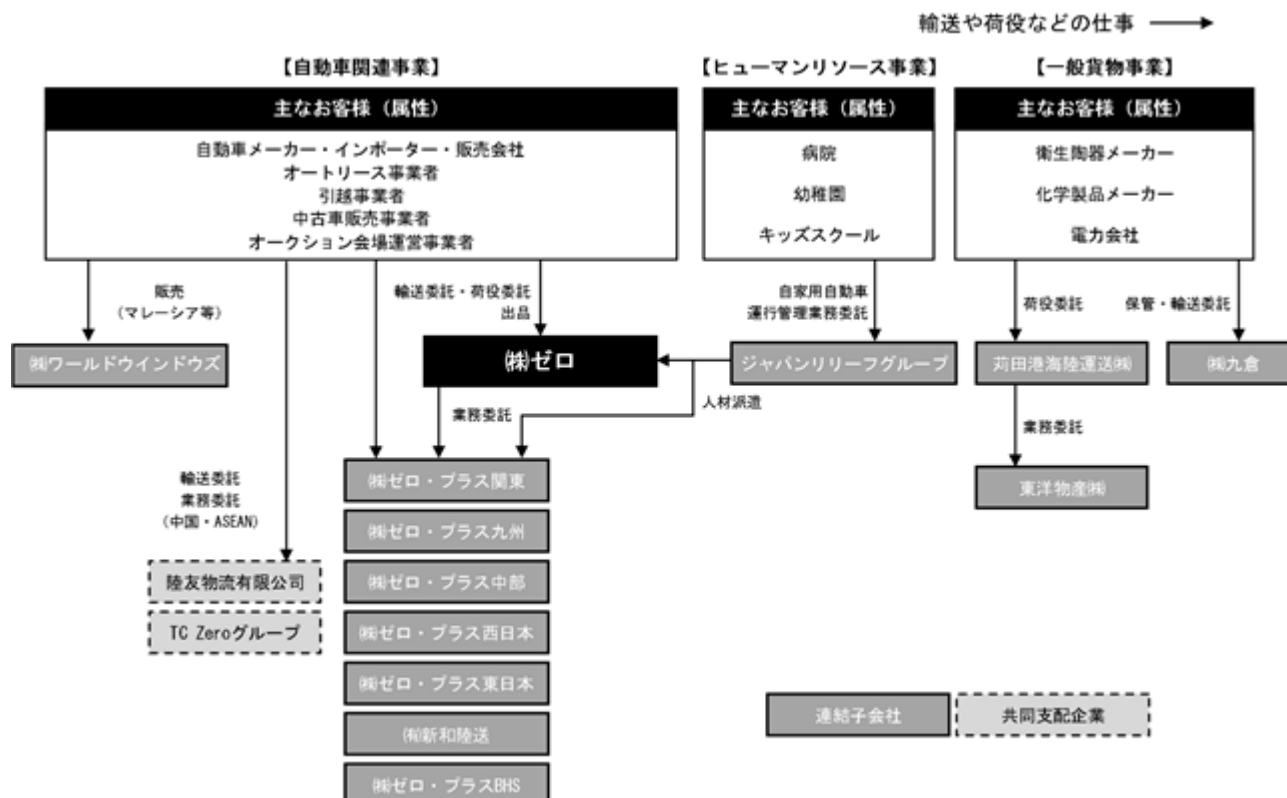 輸送や荷役などの仕事
【自動車関連事業】
主なお客様（属性）
自動車メーカー・インポーター・販売会社
オートリース事業者
引越事業者
中古車販売事業者
オークション会場運営事業者
【ヒューマンリソース事業】
主なお客様（属性）
病院
幼稚園
キッズスクール
【一般貨物事業】
主なお客様（属性）
衛生陶器メーカー
化学製品メーカー
電力会社
販売
（マレーシア等）
輸送委託・荷役委託
出品
自家用自動車
運行管理業務委託
荷役委託
保管・輸送委託
㈱ワールドウインドウズ
㈱ゼロ
ジャパンリリーフグループ
苅田港海陸運送㈱
㈱九倉
業務委託
人材派遣
業務委託
輸送委託
業務委託
（中国・ASEAN）
㈱ゼロ・プラス関東
東洋物産㈱
㈱ゼロ・プラス九州
陸友物流有限公司
㈱ゼロ・プラス中部
TC Zeroグループ
㈱ゼロ・プラス西日本
㈱ゼロ・プラス東日本
㈲新和陸送
㈱ゼロ・プラスBHS
連結子会社
共同支配企業